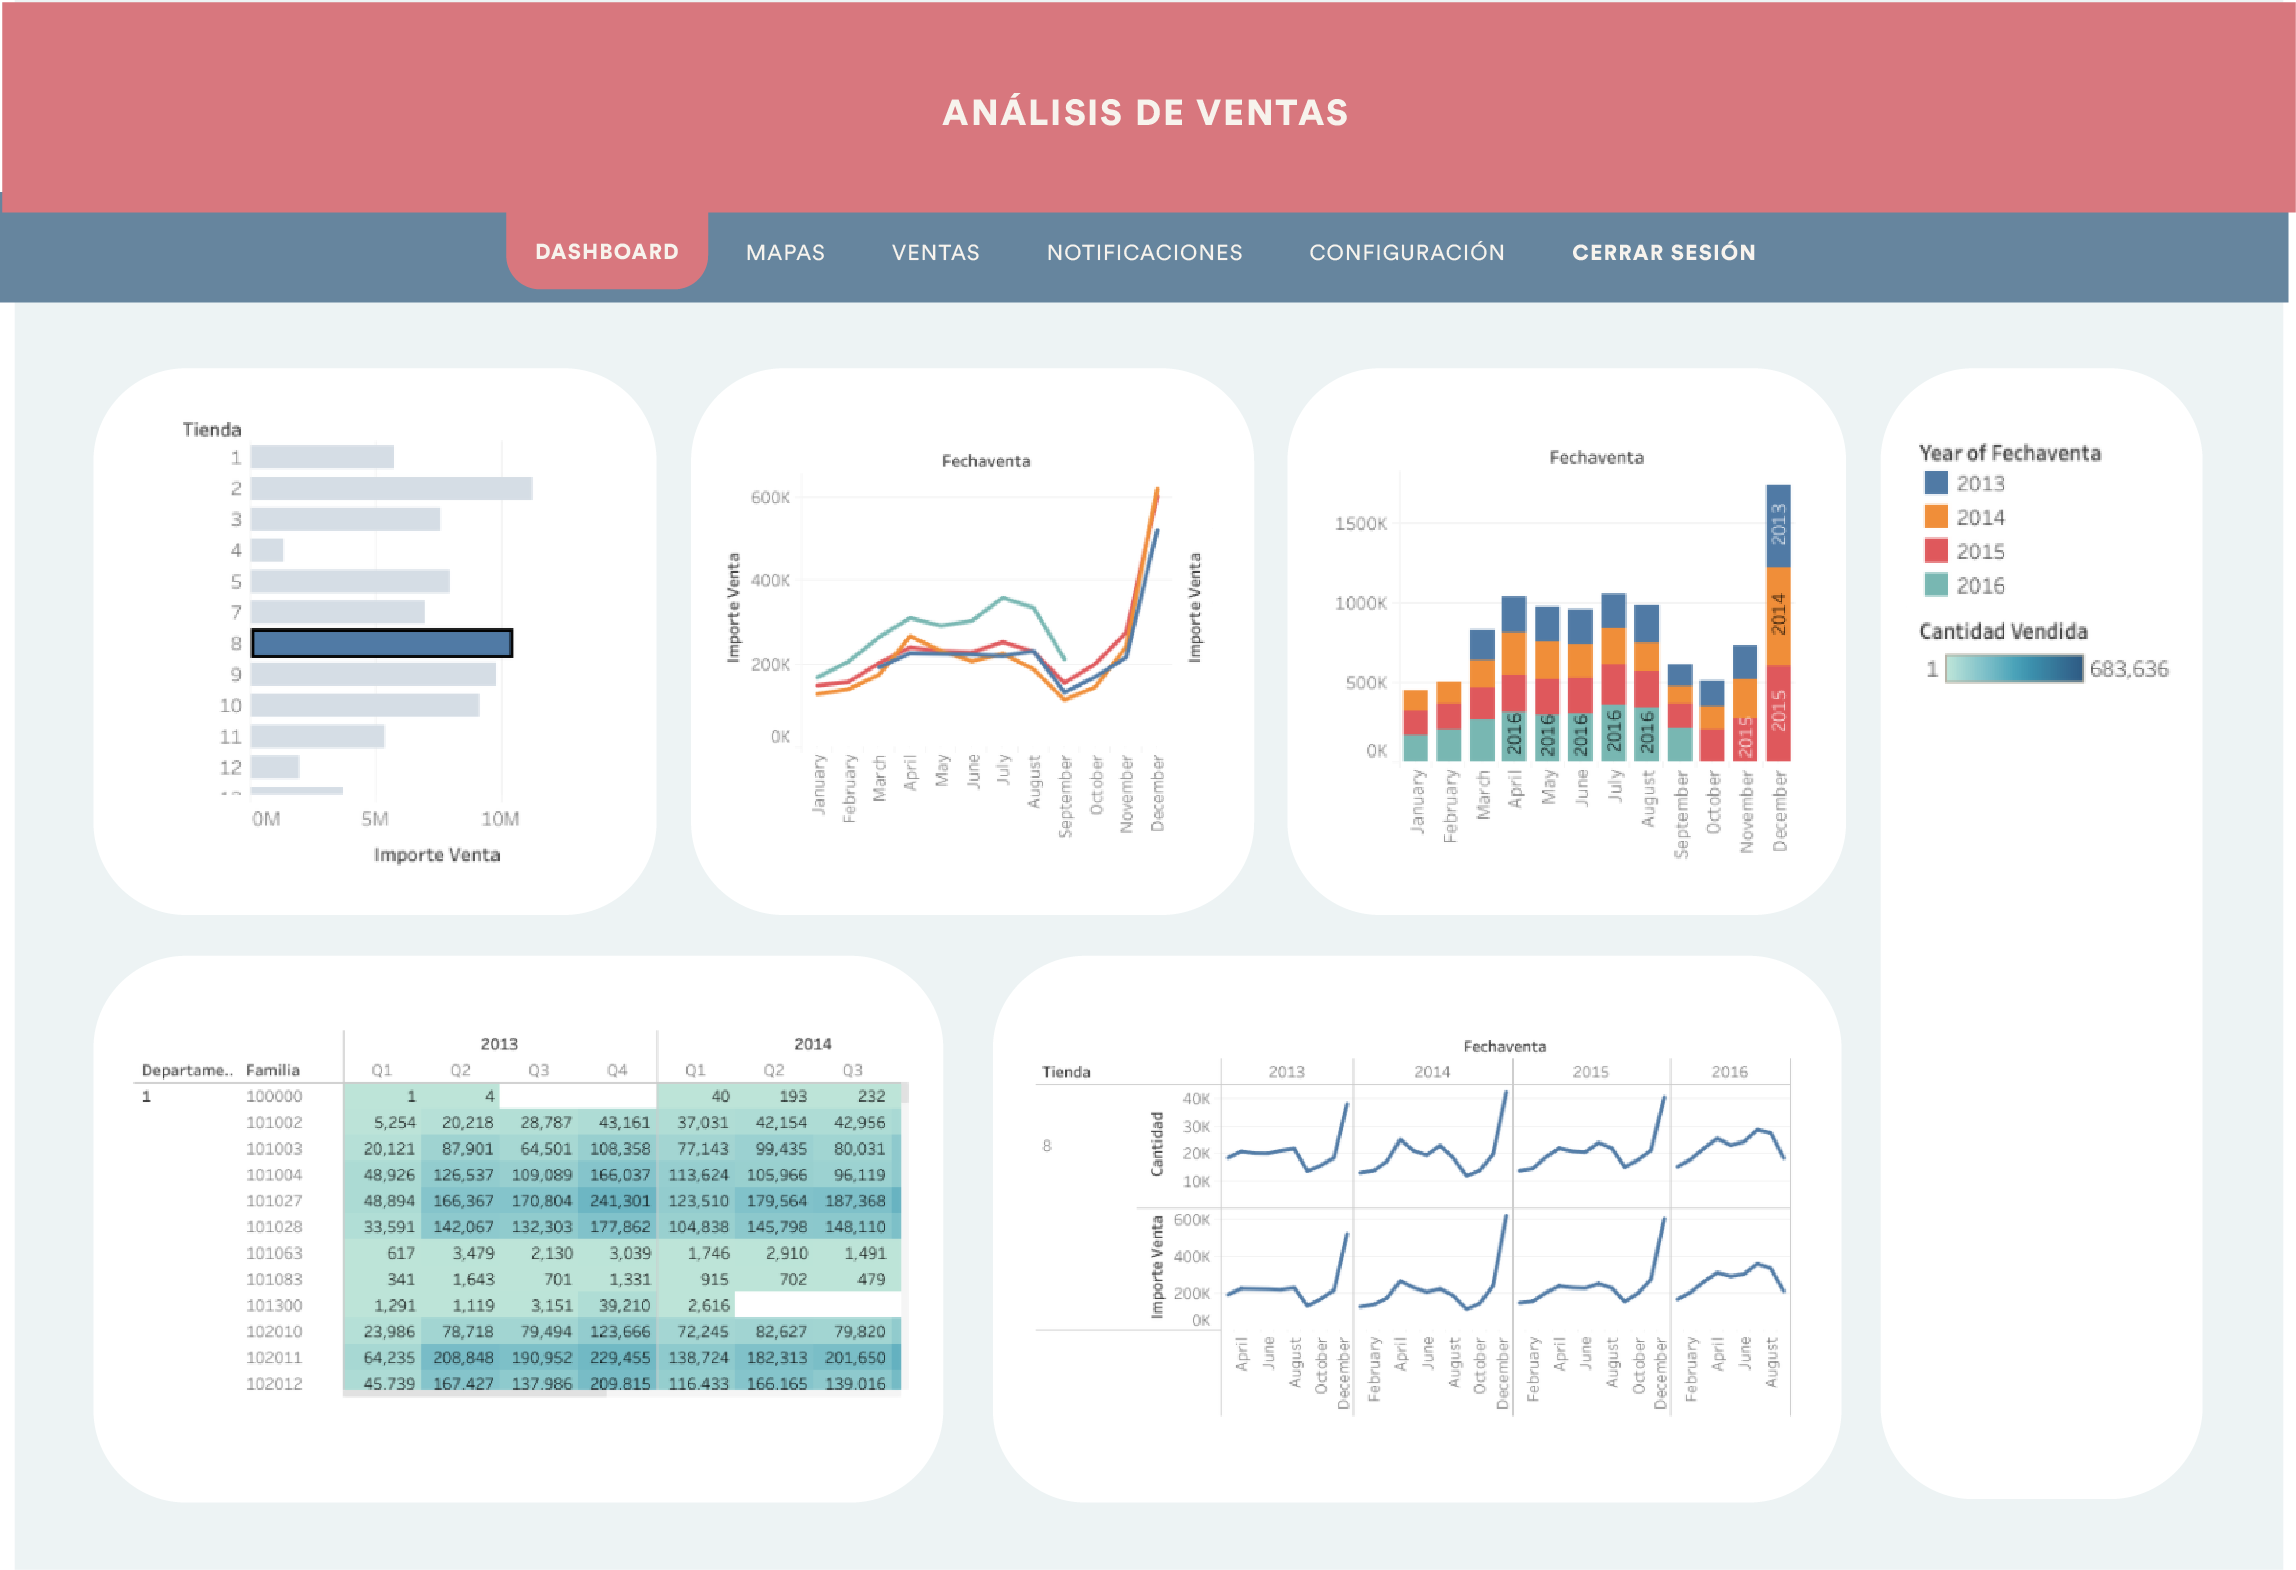 ANÁLISIS DE VENTAS
DASHBOARD MAPAS VENTAS NOTIFICACIONES CONFIGURACIÓN CERRAR SESIÓN
Tienda
1
2
3
4
5
7
8
9
10
11
12
0M 5M 10M
Importe Venta
Fechaventa
600K
400K
200K
0K
Importe Venta
Importe Venta
January February March April May June July August September October November December
Fechaventa
1500K
1000K
500K
0K
2016 2016 2016 2016 2016 2015 2015 2014 2013
January February March April May June July August September October November December
Year of Fechaventa
2013
2014
2015
2016
Cantidad Vendida
1 683,636
2013 2014
Departame.. Familia Q1 Q2 Q3 Q4 Q1 Q2 Q3
1 100000 1 4 40 193 232
101002 5,254 20,218 28,787 43,161 37,031 42,154 42,956
101003 20,121 87,901 64,501 108,358 77,143 99,435 80,031
101004 48,926 126,537 109,089 166,037 113,624 105,966 96,119
101027 48,894 166,367 170,804 241,301 123,510 179,564 187,368
101028 33,591 142,067 132,303 177,862 104,838 145,798 148,110
101063 617 3,479 2,130 3,039 1,746 2,910 1,491
101083 341 1,643 701 1,331 915 702 479
101300 1,291 1,119 3,151 39,210 2,616
102010 23,986 78,718 79,494 123,666 72,245 82,627 79,820
102011 64,235 208,848 190,952 229,455 138,724 182,313 201,650
102012 45,739 167,427 137,986 209,815 116,433 166,165 139,016
Fechaventa
Tienda 2013 2014 2015 2016
8
Cantidad
40K
30K
20K
10K
Importe Venta
600K
400K
200K
0K
April June August October December February April June August October December February April June August October December February April June August